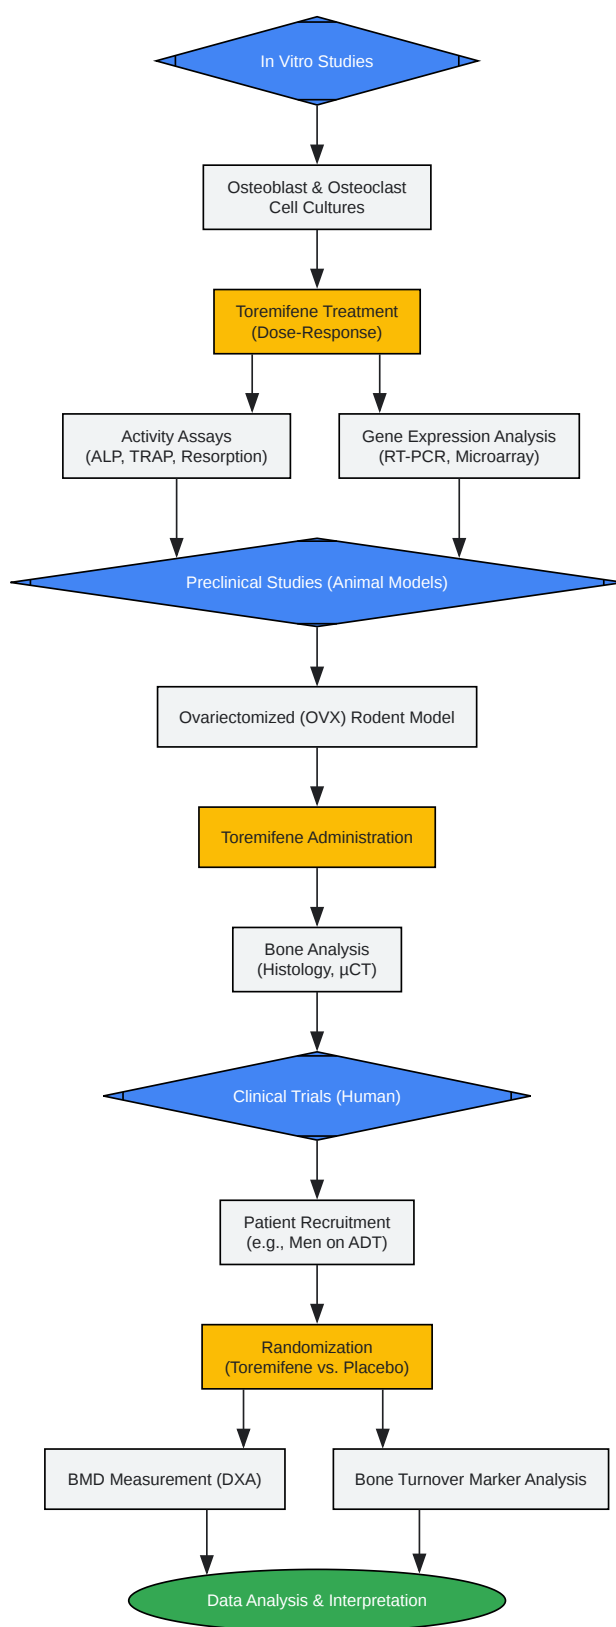 In Vitro Studies
Osteoblast & Osteoclast
Cell Cultures
Toremifene Treatment
(Dose-Response)
Activity Assays
(ALP, TRAP, Resorption)
Gene Expression Analysis
(RT-PCR, Microarray)
Preclinical Studies (Animal Models)
Ovariectomized (OVX) Rodent Model
Toremifene Administration
Bone Analysis
(Histology, µCT)
Clinical Trials (Human)
Patient Recruitment
(e.g., Men on ADT)
Randomization
(Toremifene vs. Placebo)
BMD Measurement (DXA)
Bone Turnover Marker Analysis
Data Analysis & Interpretation